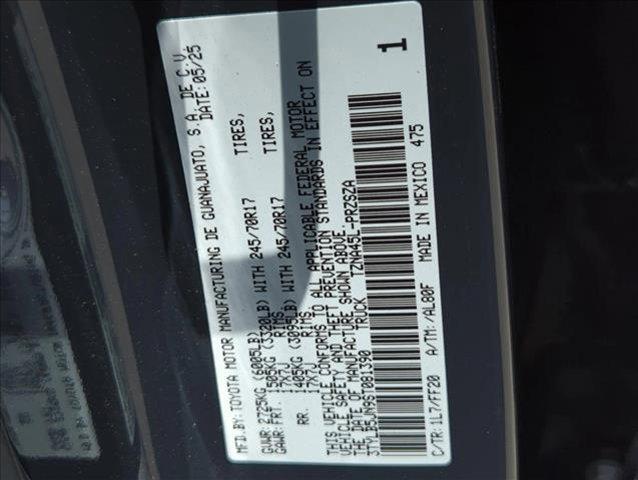 MFD.BY:TOYOTA MOTOR MANUFACTURING DE GUANAJUATO, S.A. DE C.V.
DATE:05/25
GVWR:2725KG (6005LB)
GAWR:FRT 1505KG (3320LB) WITH 245/70R17 TIRES,
17X7J RIMS
RR. 1405KG (3095LB) WITH 245/70R17 TIRES,
17X7J RIMS
THIS VEHICLE CONFORMS TO ALL APPLICABLE FEDERAL MOTOR
VEHICLE SAFETY AND THEFT PREVENTION STANDARDS IN EFFECT ON
THE DATE OF MANUFACTURE SHOWN ABOVE.
3TYLB5JN9ST081390 TRUCK TZNA45L-PRZSZA
C/TR:1L7/FF20 A/TM:/AL80F MADE IN MEXICO 475
1